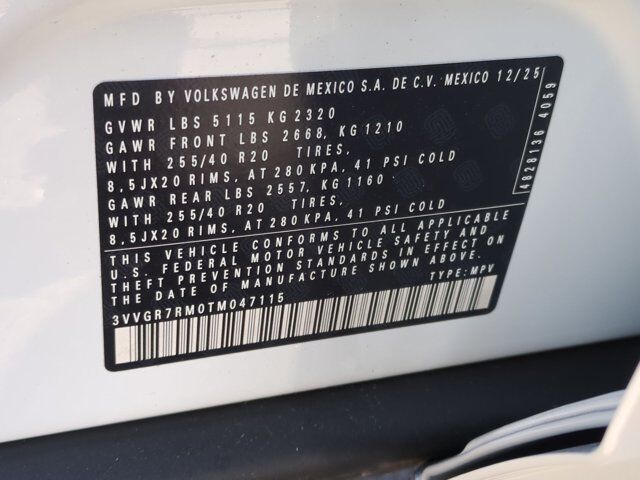 MFD BY VOLKSWAGEN DE MEXICO S.A. DE C.V. MEXICO 12/25
GVWR LBS 5115 KG 2320
GAWR FRONT LBS 2668, KG 1210
WITH 255/40 R20 TIRES,
8,5JX20 RIMS, AT 280 KPA, 41 PSI COLD
GAWR REAR LBS 2557, KG 1160
WITH 255/40 R20 TIRES,
8,5JX20 RIMS, AT 280 KPA, 41 PSI COLD
THIS VEHICLE CONFORMS TO ALL APPLICABLE
U.S. FEDERAL MOTOR VEHICLE SAFETY AND
THEFT PREVENTION STANDARDS IN EFFECT ON
THE DATE OF MANUFACTURE SHOWN ABOVE.
TYPE: MPV
3VVGR7RM0TM047115
4828136 4059